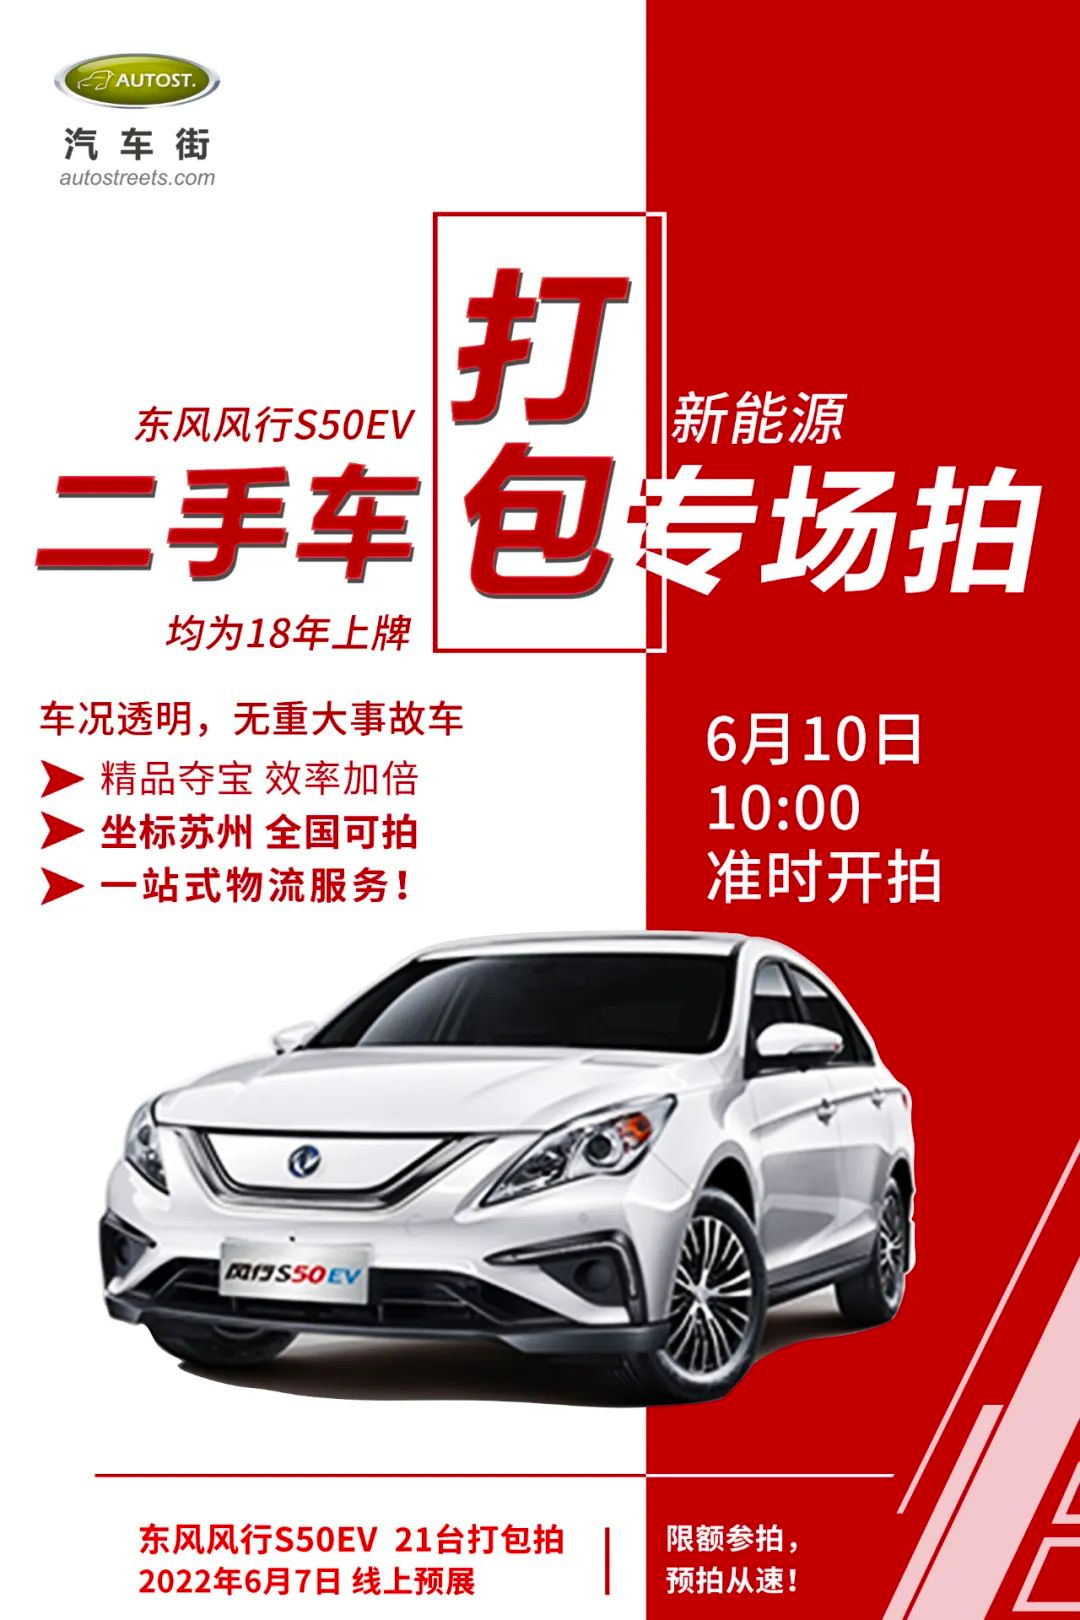 AUTOST.
汽车街
autostreets.com
打包
东风风行S50EV
二手车
均为18年上牌
新能源
专场拍
车况透明，无重大事故车
精品夺宝 效率加倍
坐标苏州 全国可拍
一站式物流服务！
6月10日
10:00
准时开拍
风行S50EV
东风风行S50EV 21台打包拍
2022年6月7日 线上预展
限额参拍，
预拍从速！